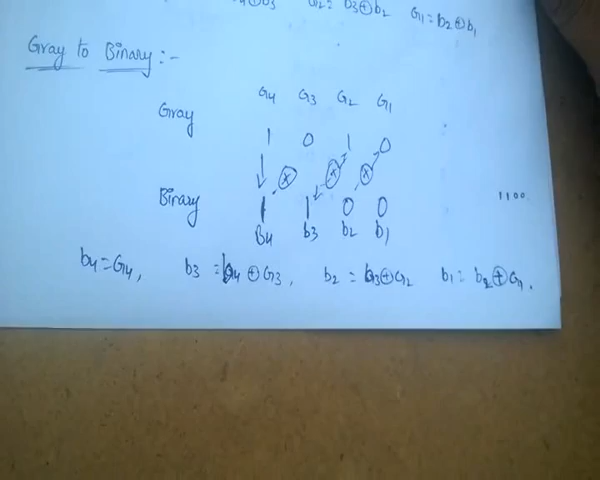 G2 = b3⊕b2 G1 = b2⊕b1
Gray to Binary :-
G4 G3 G2 G1
Gray
1 0 1 0
Binary 1 1 0 0
1100
B4 b3 b2 b1
b4 = G4, b3 = b4 ⊕ G3, b2 = b3⊕G2 b1 = b2⊕G1.